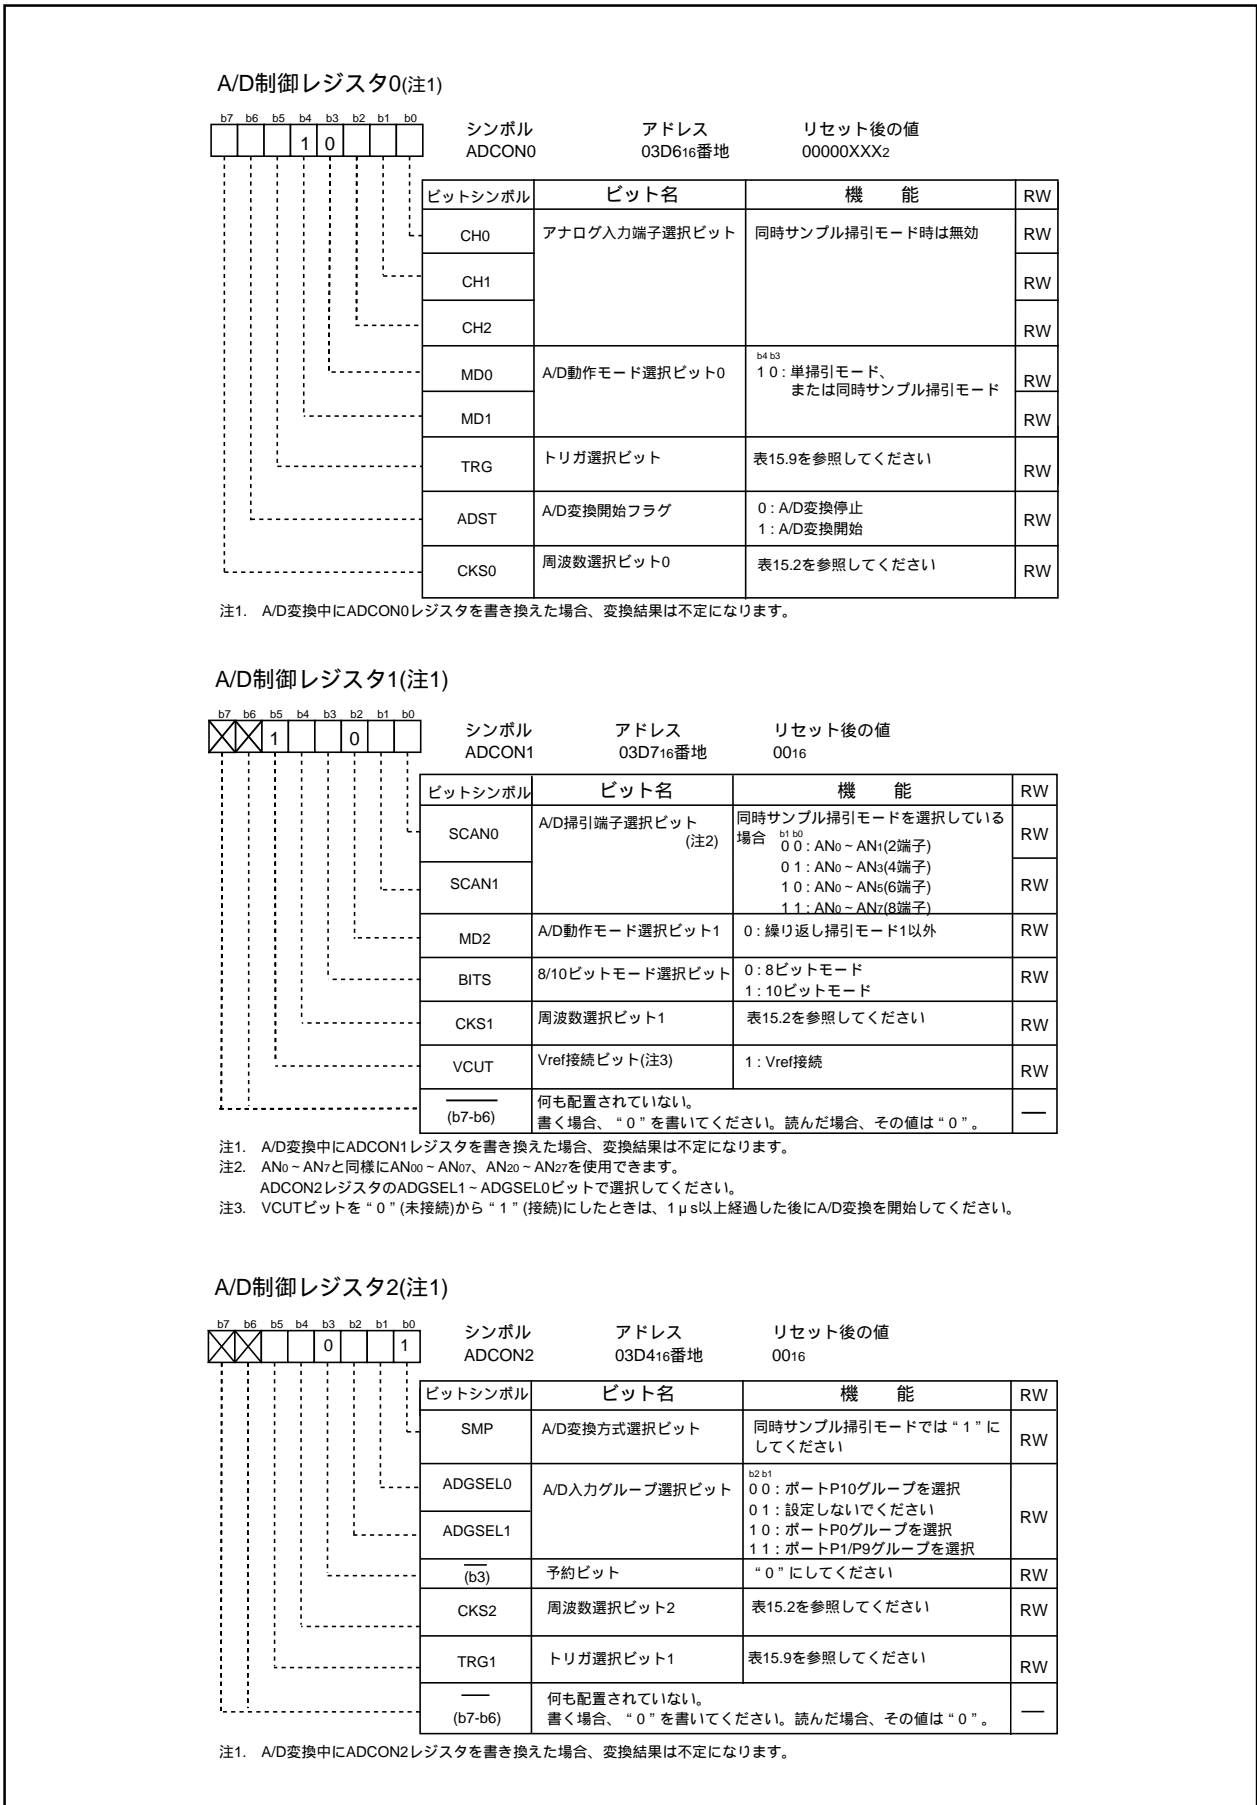 A/D制御レジスタ0(注1)
b7 b6 b5 b4 b3 b2 b1 b0
1 0
シンボル アドレス リセット後の値
ADCON0 03D616番地 00000XXX2
ビットシンボル ビット名 機 能 RW
CH0 アナログ入力端子選択ビット 同時サンプル掃引モード時は無効 RW
CH1 RW
CH2 RW
MD0 A/D動作モード選択ビット0 b4 b3
1 0 : 単掃引モード、 RW
または同時サンプル掃引モード
MD1 RW
TRG トリガ選択ビット 表15.9を参照してください RW
ADST A/D変換開始フラグ 0 : A/D変換停止 RW
1 : A/D変換開始
CKS0 周波数選択ビット0 表15.2を参照してください RW
注1. A/D変換中にADCON0レジスタを書き換えた場合、変換結果は不定になります。
A/D制御レジスタ1(注1)
b7 b6 b5 b4 b3 b2 b1 b0
1 0
シンボル アドレス リセット後の値
ADCON1 03D716番地 0016
ビットシンボル ビット名 機 能 RW
SCAN0 A/D掃引端子選択ビット 同時サンプル掃引モードを選択している RW
(注2) 場合 b1 b0
0 0 : AN0 ~ AN1(2端子)
0 1 : AN0 ~ AN3(4端子)
SCAN1 1 0 : AN0 ~ AN5(6端子) RW
1 1 : AN0 ~ AN7(8端子)
MD2 A/D動作モード選択ビット1 0 : 繰り返し掃引モード1以外 RW
BITS 8/10ビットモード選択ビット 0 : 8ビットモード RW
1 : 10ビットモード
CKS1 周波数選択ビット1 表15.2を参照してください RW
VCUT Vref接続ビット(注3) 1 : Vref接続 RW
(b7-b6) 何も配置されていない。 —
書く場合、“ 0 ” を書いてください。読んだ場合、その値は “ 0 ” 。
注1. A/D変換中にADCON1レジスタを書き換えた場合、変換結果は不定になります。
注2. AN0 ~ AN7と同様にAN00 ~ AN07、AN20 ~ AN27を使用できます。
ADCON2レジスタのADGSEL1 ~ ADGSEL0ビットで選択してください。
注3. VCUTビットを “ 0 ” (未接続)から “ 1 ” (接続)にしたときは、1 μ s以上経過した後にA/D変換を開始してください。
A/D制御レジスタ2(注1)
b7 b6 b5 b4 b3 b2 b1 b0
0 1
シンボル アドレス リセット後の値
ADCON2 03D416番地 0016
ビットシンボル ビット名 機 能 RW
SMP A/D変換方式選択ビット 同時サンプル掃引モードでは “ 1 ” に RW
してください
ADGSEL0 A/D入力グループ選択ビット b2 b1
0 0 : ポートP10グループを選択
0 1 : 設定しないでください RW
ADGSEL1 1 0 : ポートP0グループを選択
1 1 : ポートP1/P9グループを選択
(b3) 予約ビット “ 0 ” にしてください RW
CKS2 周波数選択ビット2 表15.2を参照してください RW
TRG1 トリガ選択ビット1 表15.9を参照してください RW
(b7-b6) 何も配置されていない。 —
書く場合、 “ 0 ” を書いてください。読んだ場合、その値は “ 0 ” 。
注1. A/D変換中にADCON2レジスタを書き換えた場合、変換結果は不定になります。